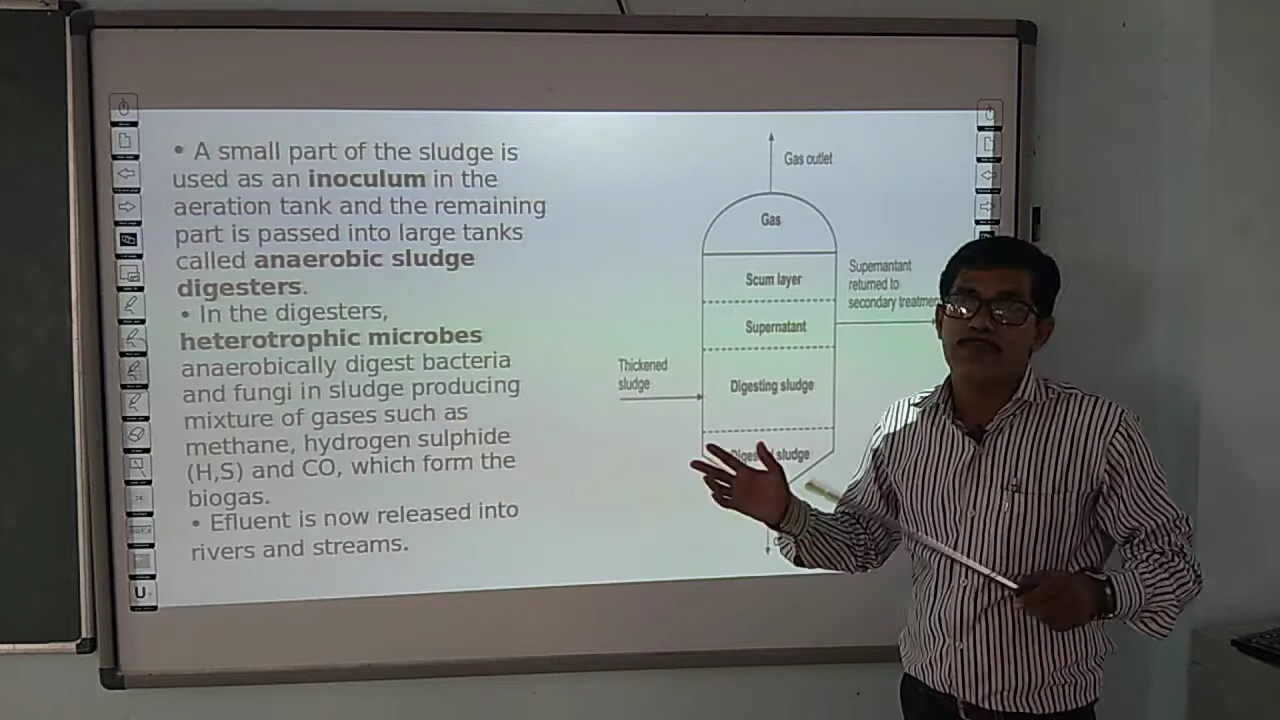 • A small part of the sludge is
used as an inoculum in the
aeration tank and the remaining
part is passed into large tanks
called anaerobic sludge
digesters.
• In the digesters,
heterotrophic microbes
anaerobically digest bacteria
and fungi in sludge producing
mixture of gases such as
methane, hydrogen sulphide
(H,S) and CO, which form the
biogas.
• Efluent is now released into
rivers and streams.
Gas outlet
Gas
Scum layer
Supernatant
Supernantant
returned to
secondary
Thickened
sludge
Digesting sludge
sludge
U